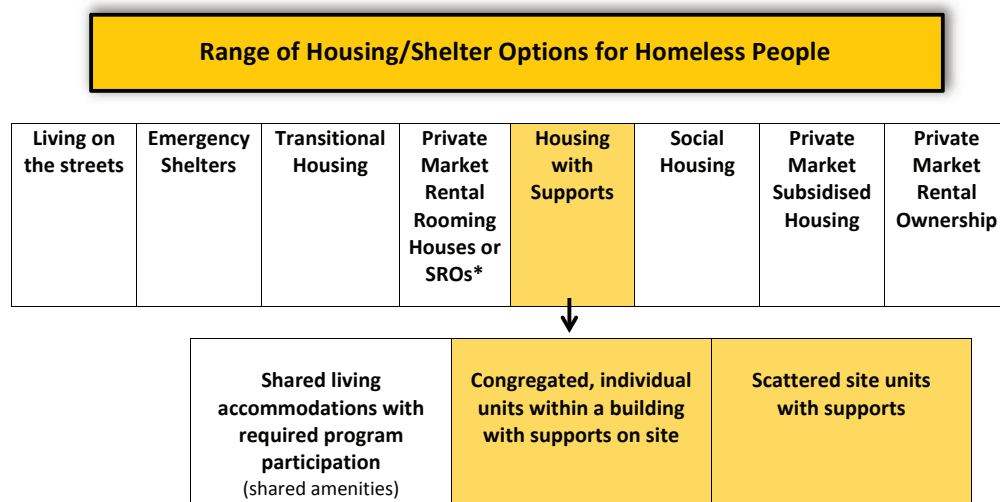 Range of Housing/Shelter Options for Homeless People
Living on
the streets
Emergency
Shelters
Transitional
Housing
Private
Market
Rental
Rooming
Houses or
SROs*
Housing
with
Supports
Social
Housing
Private
Market
Subsidised
Housing
Private
Market
Rental
Ownership
Shared living
accommodations with
required program
participation
(shared amenities)
Congregated, individual
units within a building
with supports on site
Scattered site units
with supports